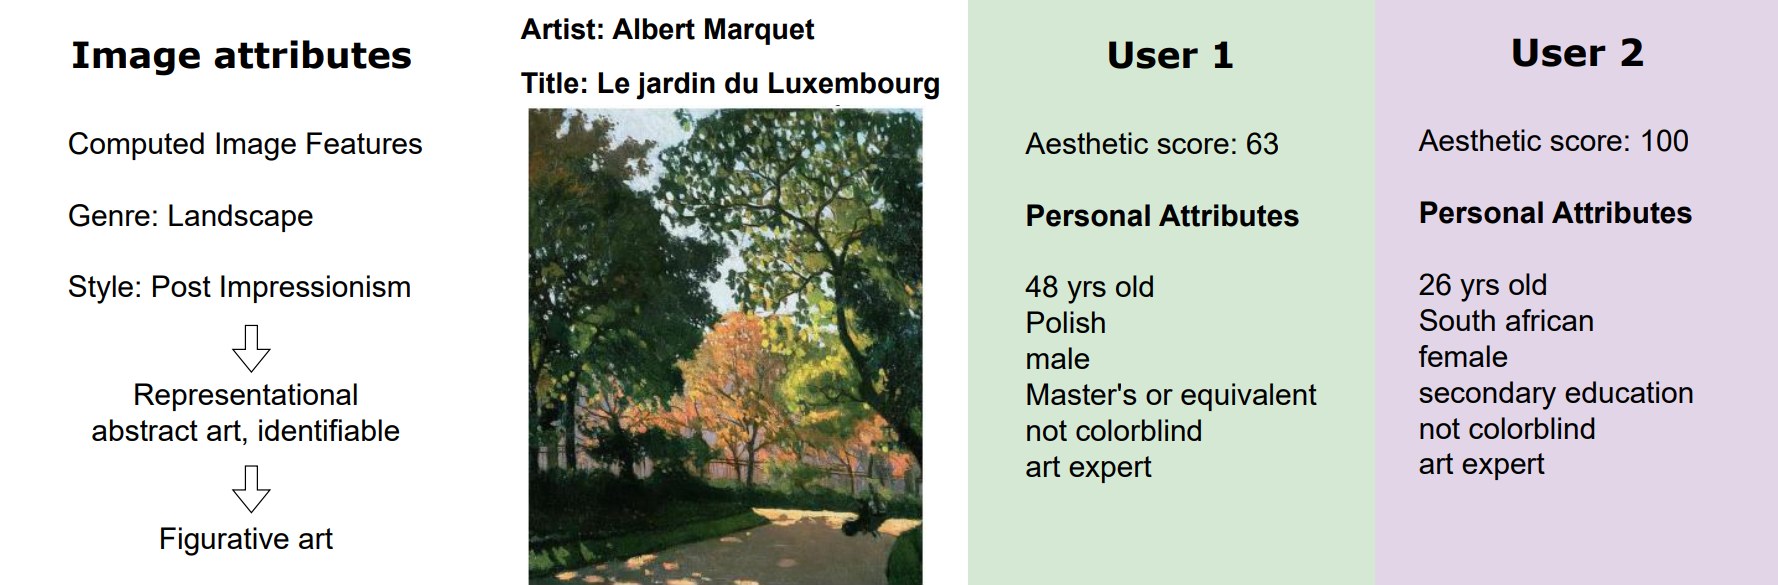 Image attributes
Computed Image Features
Genre: Landscape
Style: Post Impressionism
Representational
abstract art, identifiable
Figurative art
Artist: Albert Marquet
Title: Le jardin du Luxembourg
User 1
Aesthetic score: 63
Personal Attributes
48 yrs old
Polish
male
Master's or equivalent
not colorblind
art expert
User 2
Aesthetic score: 100
Personal Attributes
26 yrs old
South african
female
secondary education
not colorblind
art expert